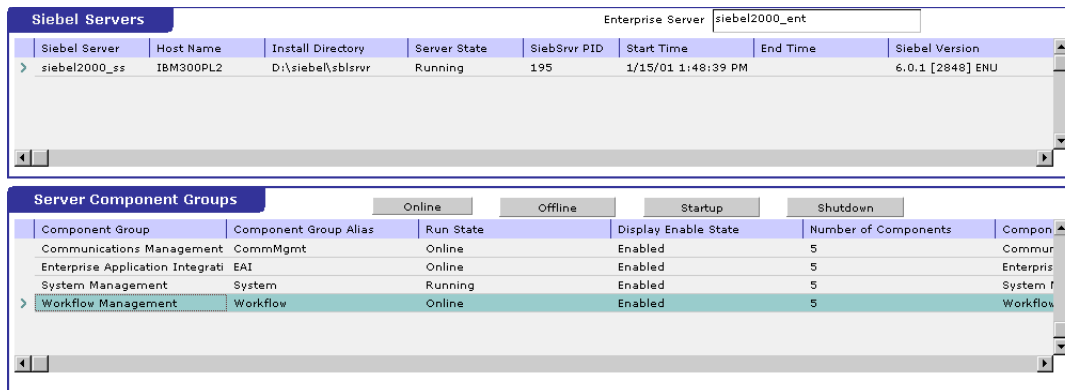 Siebel Servers Enterprise Server siebel2000_ent
Siebel Server Host Name Install Directory Server State SiebSrvr PID Start Time End Time Siebel Version
siebel2000_ss IBM300PL2 D:\siebel\sblsrvr Running 195 1/15/01 1:48:39 PM 6.0.1 [2848] ENU
Server Component Groups Online Offline Startup Shutdown
Component Group Component Group Alias Run State Display Enable State Number of Components Compon
Communications Management CommMgmt Online Enabled 5 Commur
Enterprise Application Integrati EAI Online Enabled 5 Enterpris
System Management System Running Enabled 5 System M
Workflow Management Workflow Online Enabled 5 Workflow